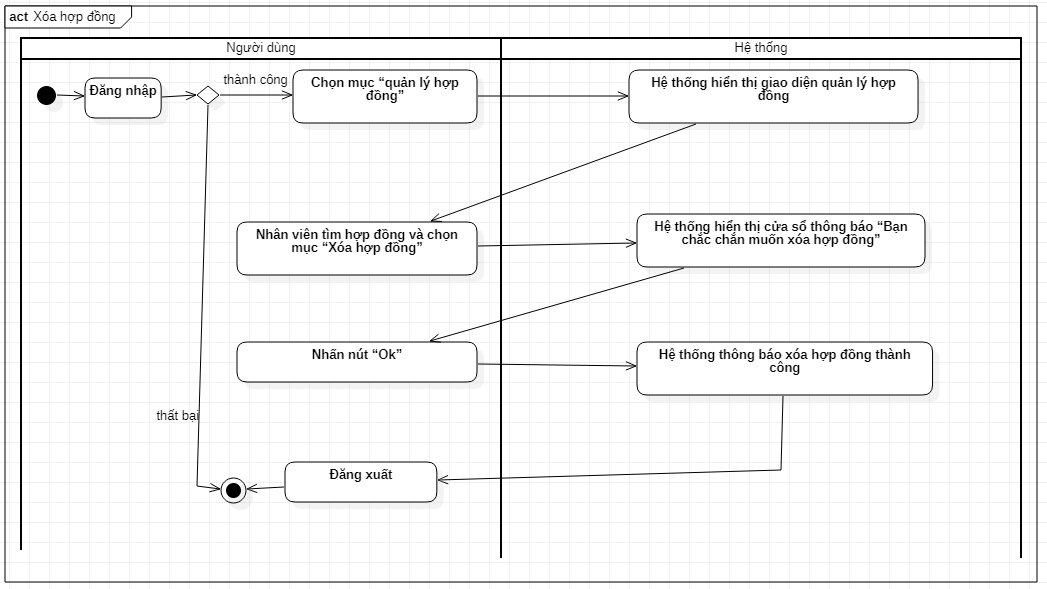 act Xóa hợp đồng
Người dùng
Hệ thống
Đăng nhập
thành công
Chọn mục “quản lý hợp
đồng”
Hệ thống hiển thị giao diện quản lý hợp
đồng
Nhân viên tìm hợp đồng và chọn
mục “Xóa hợp đồng”
Hệ thống hiển thị cửa sổ thông báo “Bạn
chắc chắn muốn xóa hợp đồng”
Nhấn nút “Ok”
Hệ thống thông báo xóa hợp đồng thành
công
thất bại
Đăng xuất